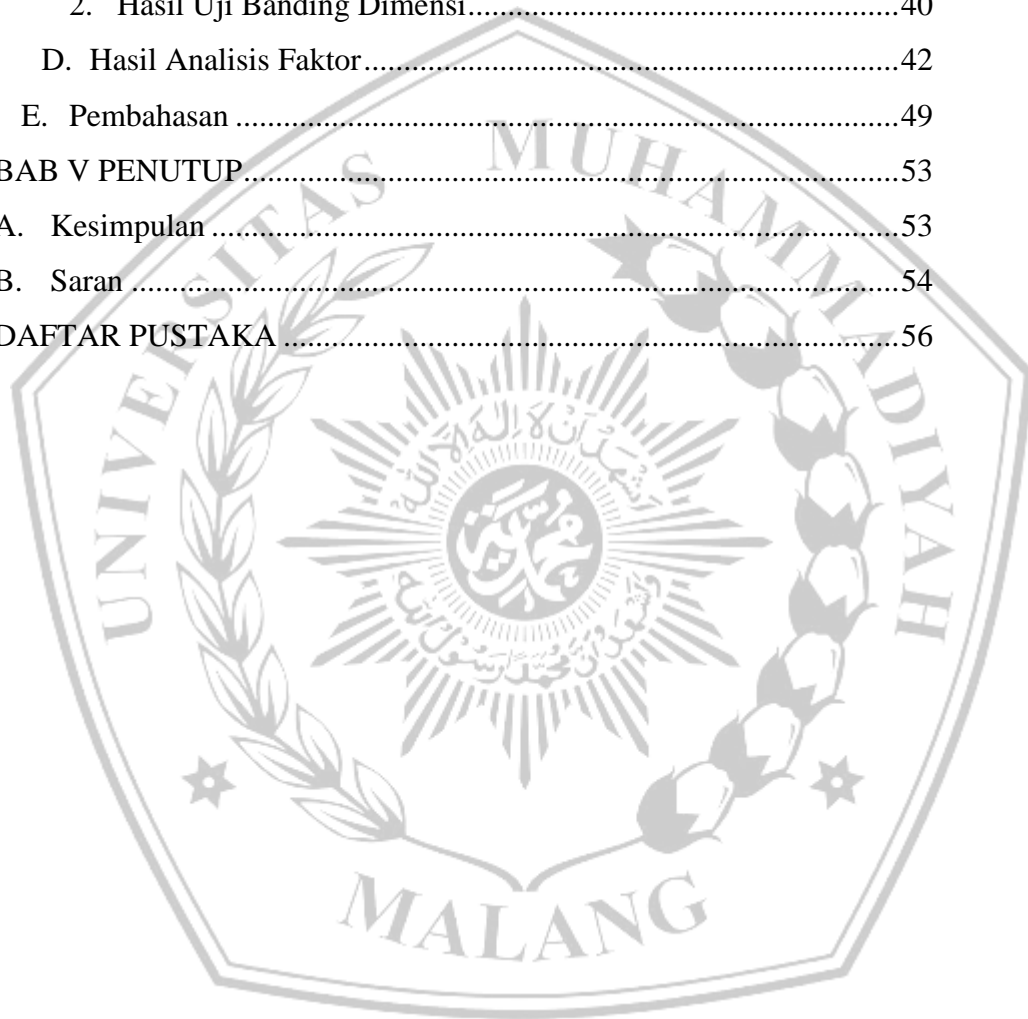 2. Hasil Uji Banding Dimensi.......................................................40
D. Hasil Analisis Faktor....................................................................42
E. Pembahasan ....................................................................................49
BAB V PENUTUP...................................................................................53
A. Kesimpulan .......................................................................................53
B. Saran .................................................................................................54
DAFTAR PUSTAKA ..............................................................................56
UNIVERSITAS MUHAMMADIYAH
MALANG